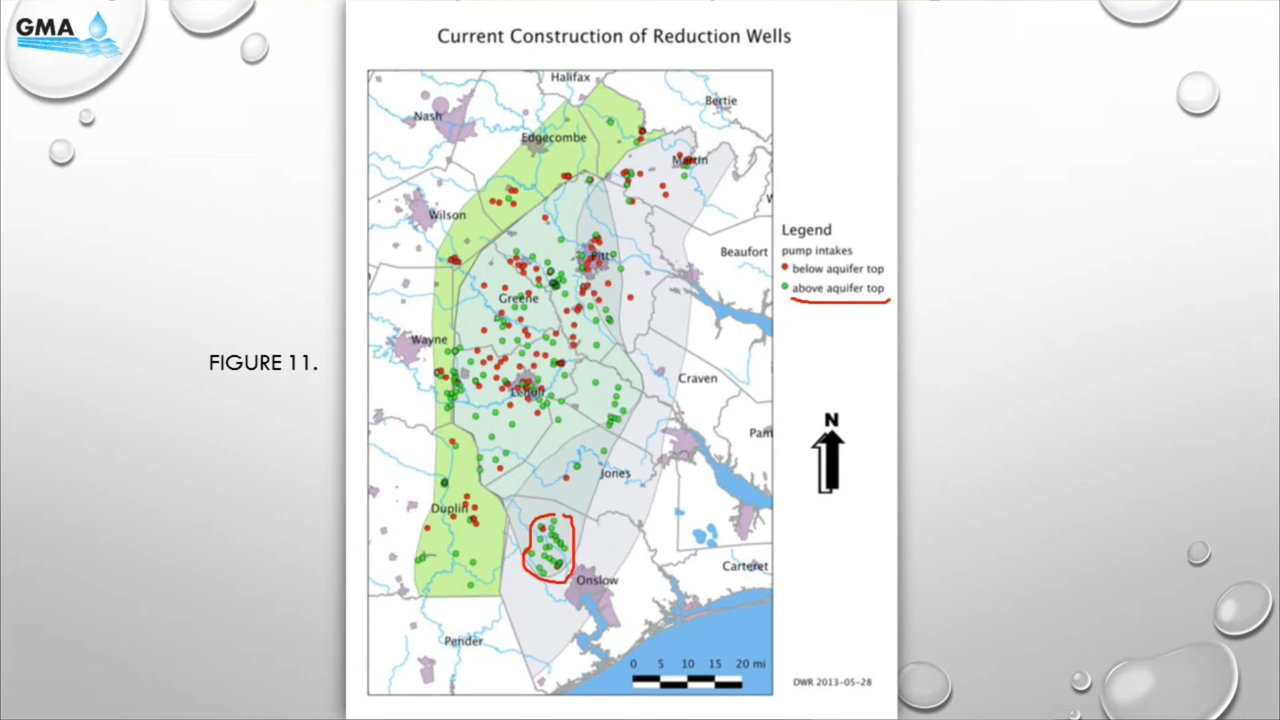 GMA
Current Construction of Reduction Wells
Halifax
Bertie
Nash
Edgecombe
Martin
Wilson
Legend
pump intakes
below aquifer top
above aquifer top
Beaufort
Pitt
Greene
Wayne
FIGURE 11.
Craven
Lenoir
N
Pam
Jones
Duplin
Carteret
Onslow
Pender
0 5 10 15 20 mi
DWR 2013-05-28